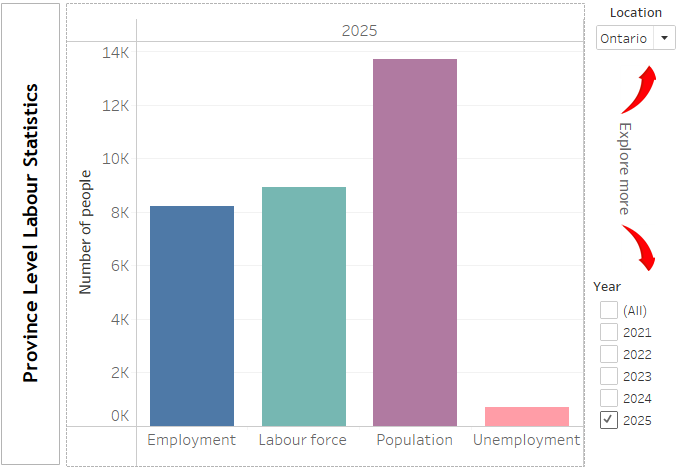 Province Level Labour Statistics
2025
Number of people
14K
12K
10K
8K
6K
4K
2K
0K
Employment
Labour force
Population
Unemployment
Location
Ontario
Explore more
Year
(All)
2021
2022
2023
2024
2025